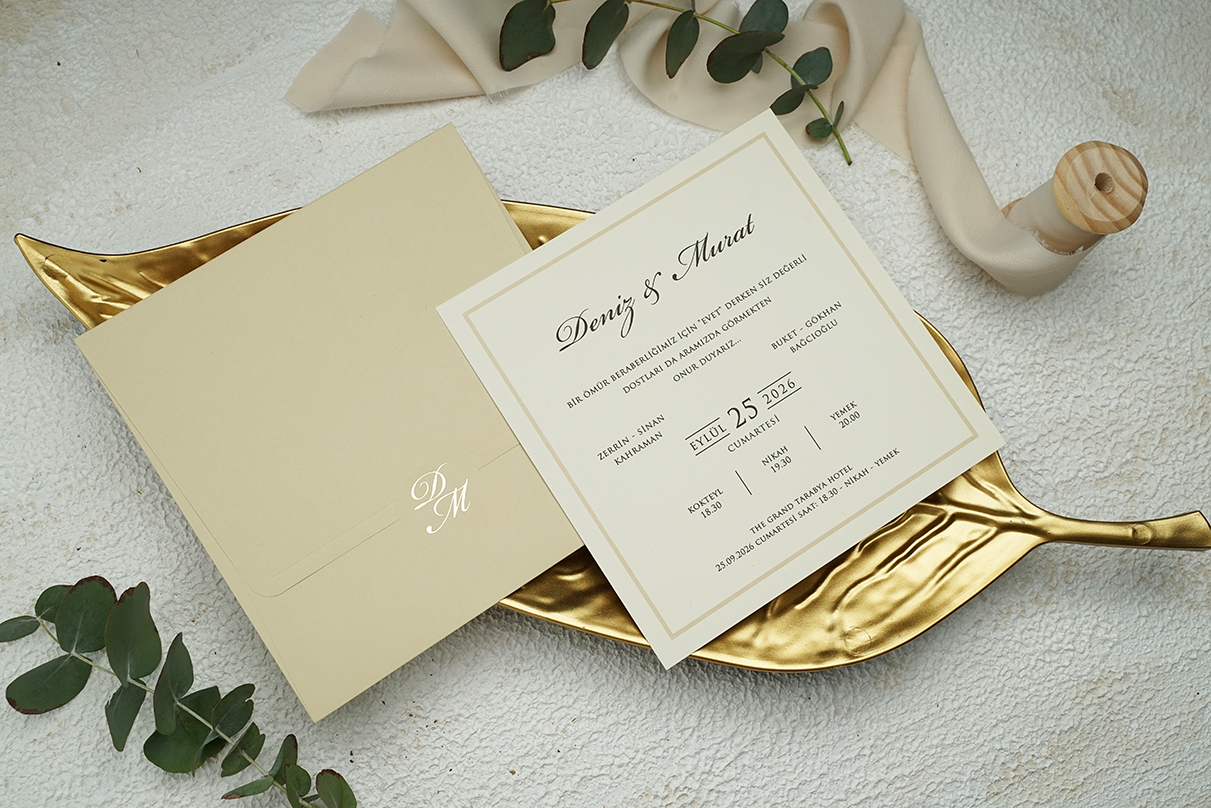 D
M
Deniz & Murat
BİR ÖMÜR BERABERLİĞİMİZ İÇİN "EVET" DERKEN SİZ DEĞERLİ
DOSTLARI DA ARAMIZDA GÖRMEKTEN
ONUR DUYARIZ...
ZERRİN - SİNAN
KAHRAMAN
BUKET - GÖKHAN
BAĞCIOĞLU
EYLÜL 25 2026
CUMARTESİ
KOKTEYL
18.30
NİKAH
19.30
YEMEK
20.00
THE GRAND TARABYA HOTEL
25.09.2026 CUMARTESİ SAAT: 18.30 - NİKAH - YEMEK